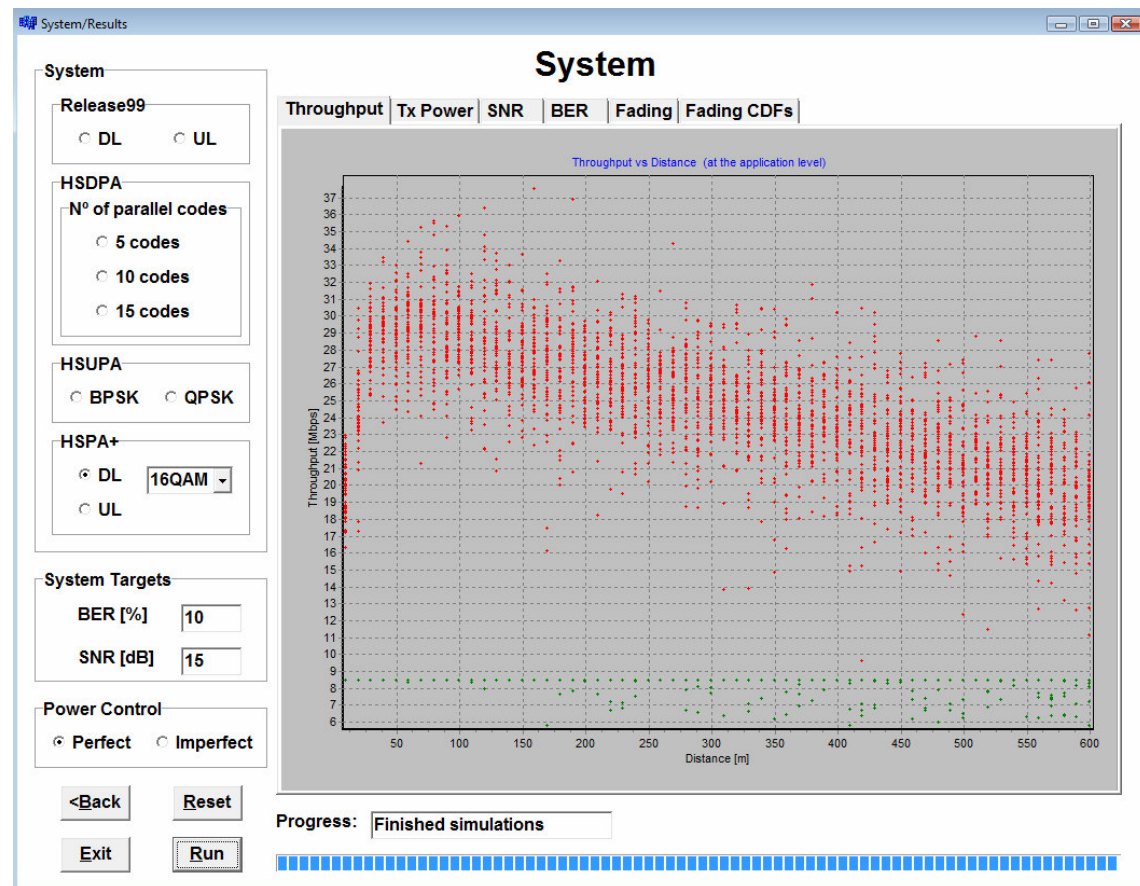 System/Results
System
System
Release99
DL UL
HSDPA
Nº of parallel codes
5 codes
10 codes
15 codes
HSUPA
BPSK QPSK
HSPA+
DL 16QAM
UL
System Targets
BER [%] 10
SNR [dB] 15
Power Control
Perfect Imperfect
<Back Reset
Exit Run
Throughput Tx Power SNR BER Fading Fading CDFs
Throughput vs Distance (at the application level)
Throughput [Mbps]
37
36
35
34
33
32
31
30
29
28
27
26
25
24
23
22
21
20
19
18
17
16
15
14
13
12
11
10
9
8
7
6
50 100 150 200 250 300 350 400 450 500 550 600
Distance [m]
Progress: Finished simulations